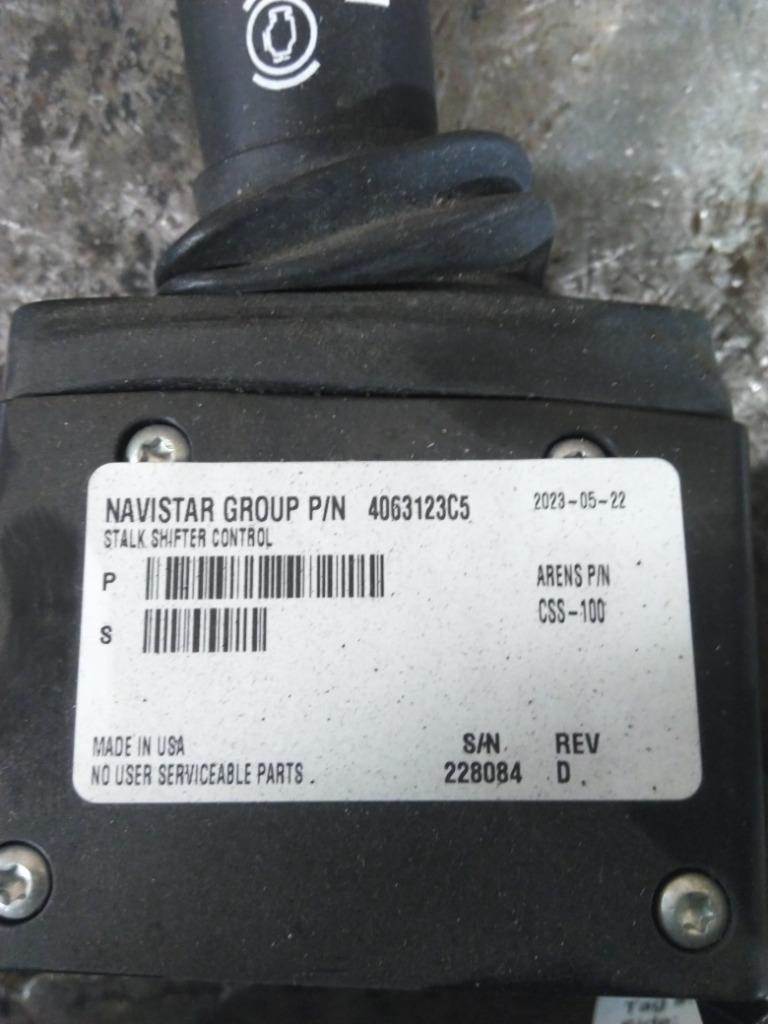 NAVISTAR GROUP P/N 4063123C5 2023-05-22
STALK SHIFTER CONTROL
P
ARENS P/N
CSS-100
S
MADE IN USA
NO USER SERVICEABLE PARTS.
S/N REV
228084 D